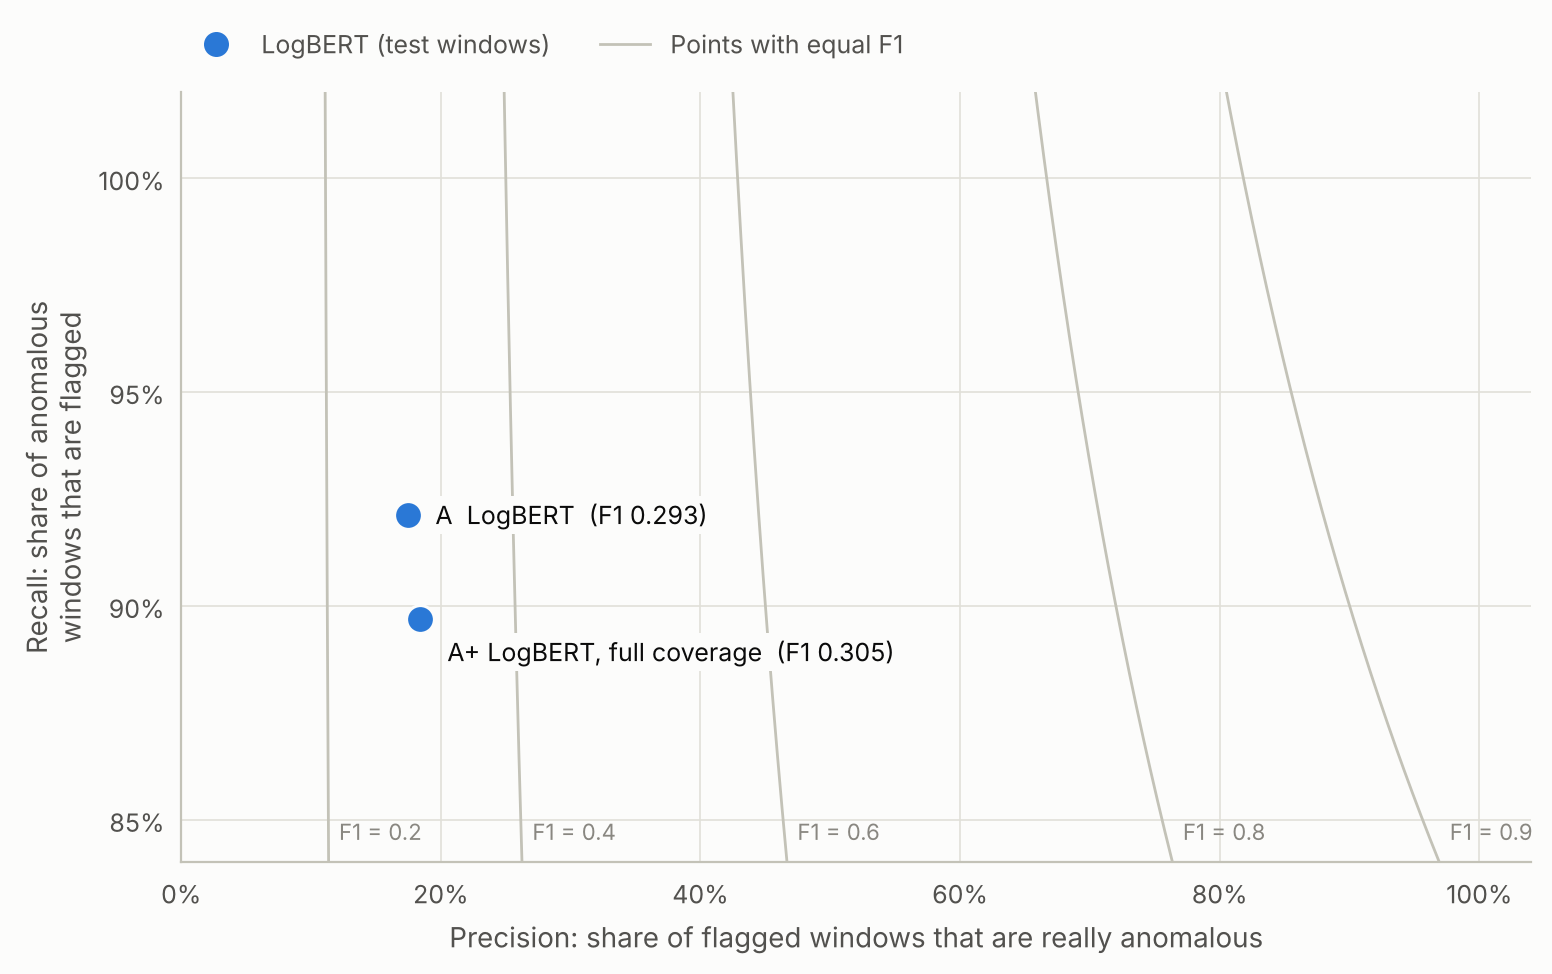 LogBERT (test windows)
Points with equal F1
100%
95%
90%
85%
Recall: share of anomalous
windows that are flagged
A LogBERT (F1 0.293)
A+ LogBERT, full coverage (F1 0.305)
F1 = 0.2
F1 = 0.4
F1 = 0.6
F1 = 0.8
F1 = 0.9
0%
20%
40%
60%
80%
100%
Precision: share of flagged windows that are really anomalous